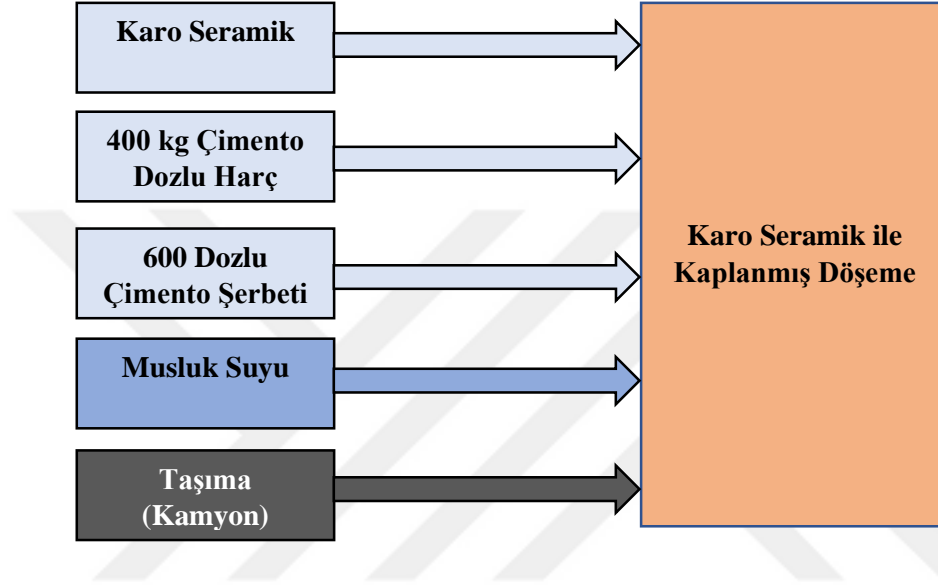 Karo Seramik
400 kg Çimento
Dozlu Harç
600 Dozlu
Çimento Şerbeti
Musluk Suyu
Taşıma
(Kamyon)
Karo Seramik ile
Kaplanmış Döşeme